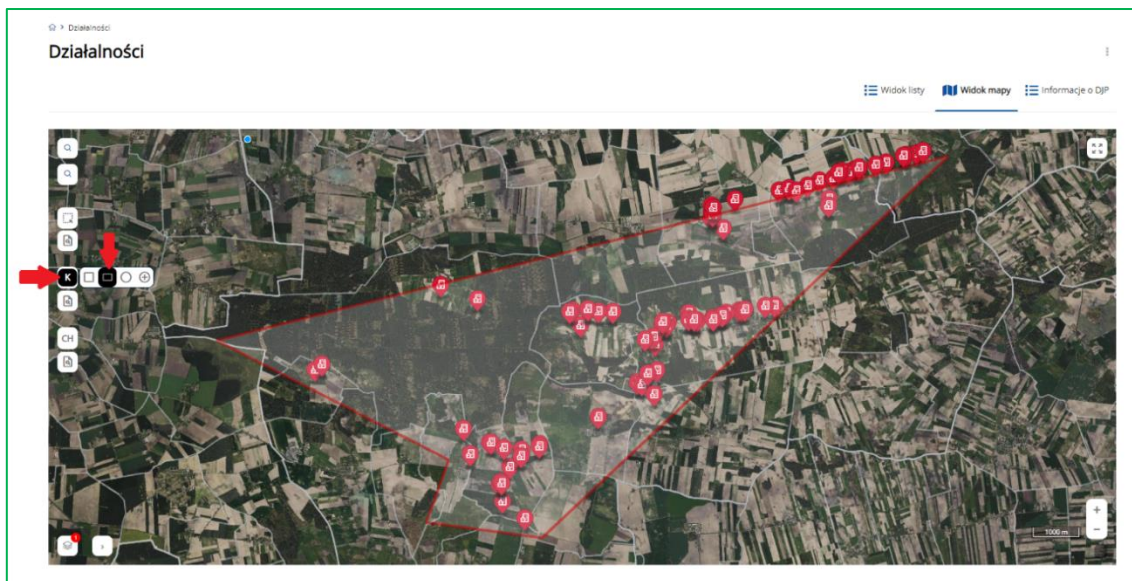 Działalności
Działalności
Widok listy Widok mapy Informacje o DJP
K
CH
1000 m